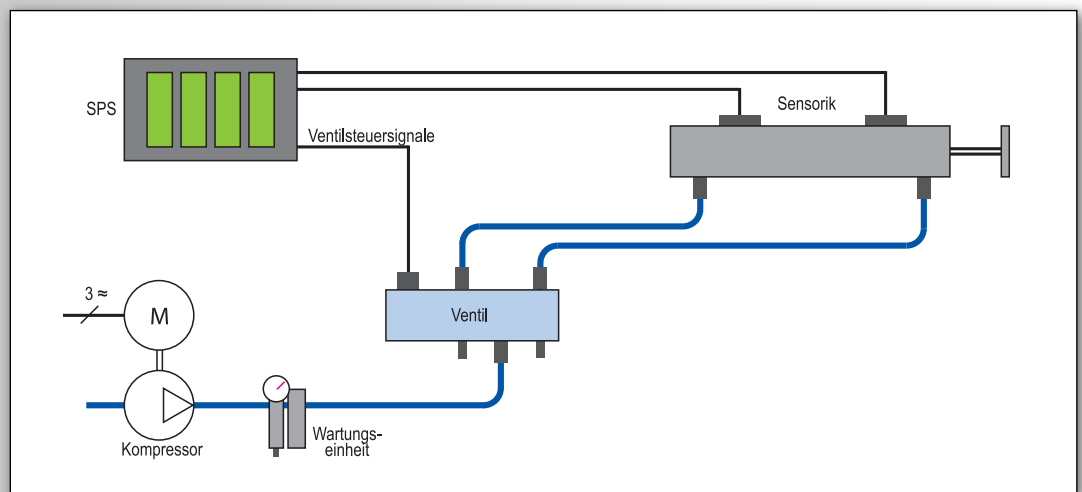 SPS
Sensorik
Ventilsteuersignale
3 ≈
M
Ventil
Wartungs-
einheit
Kompressor